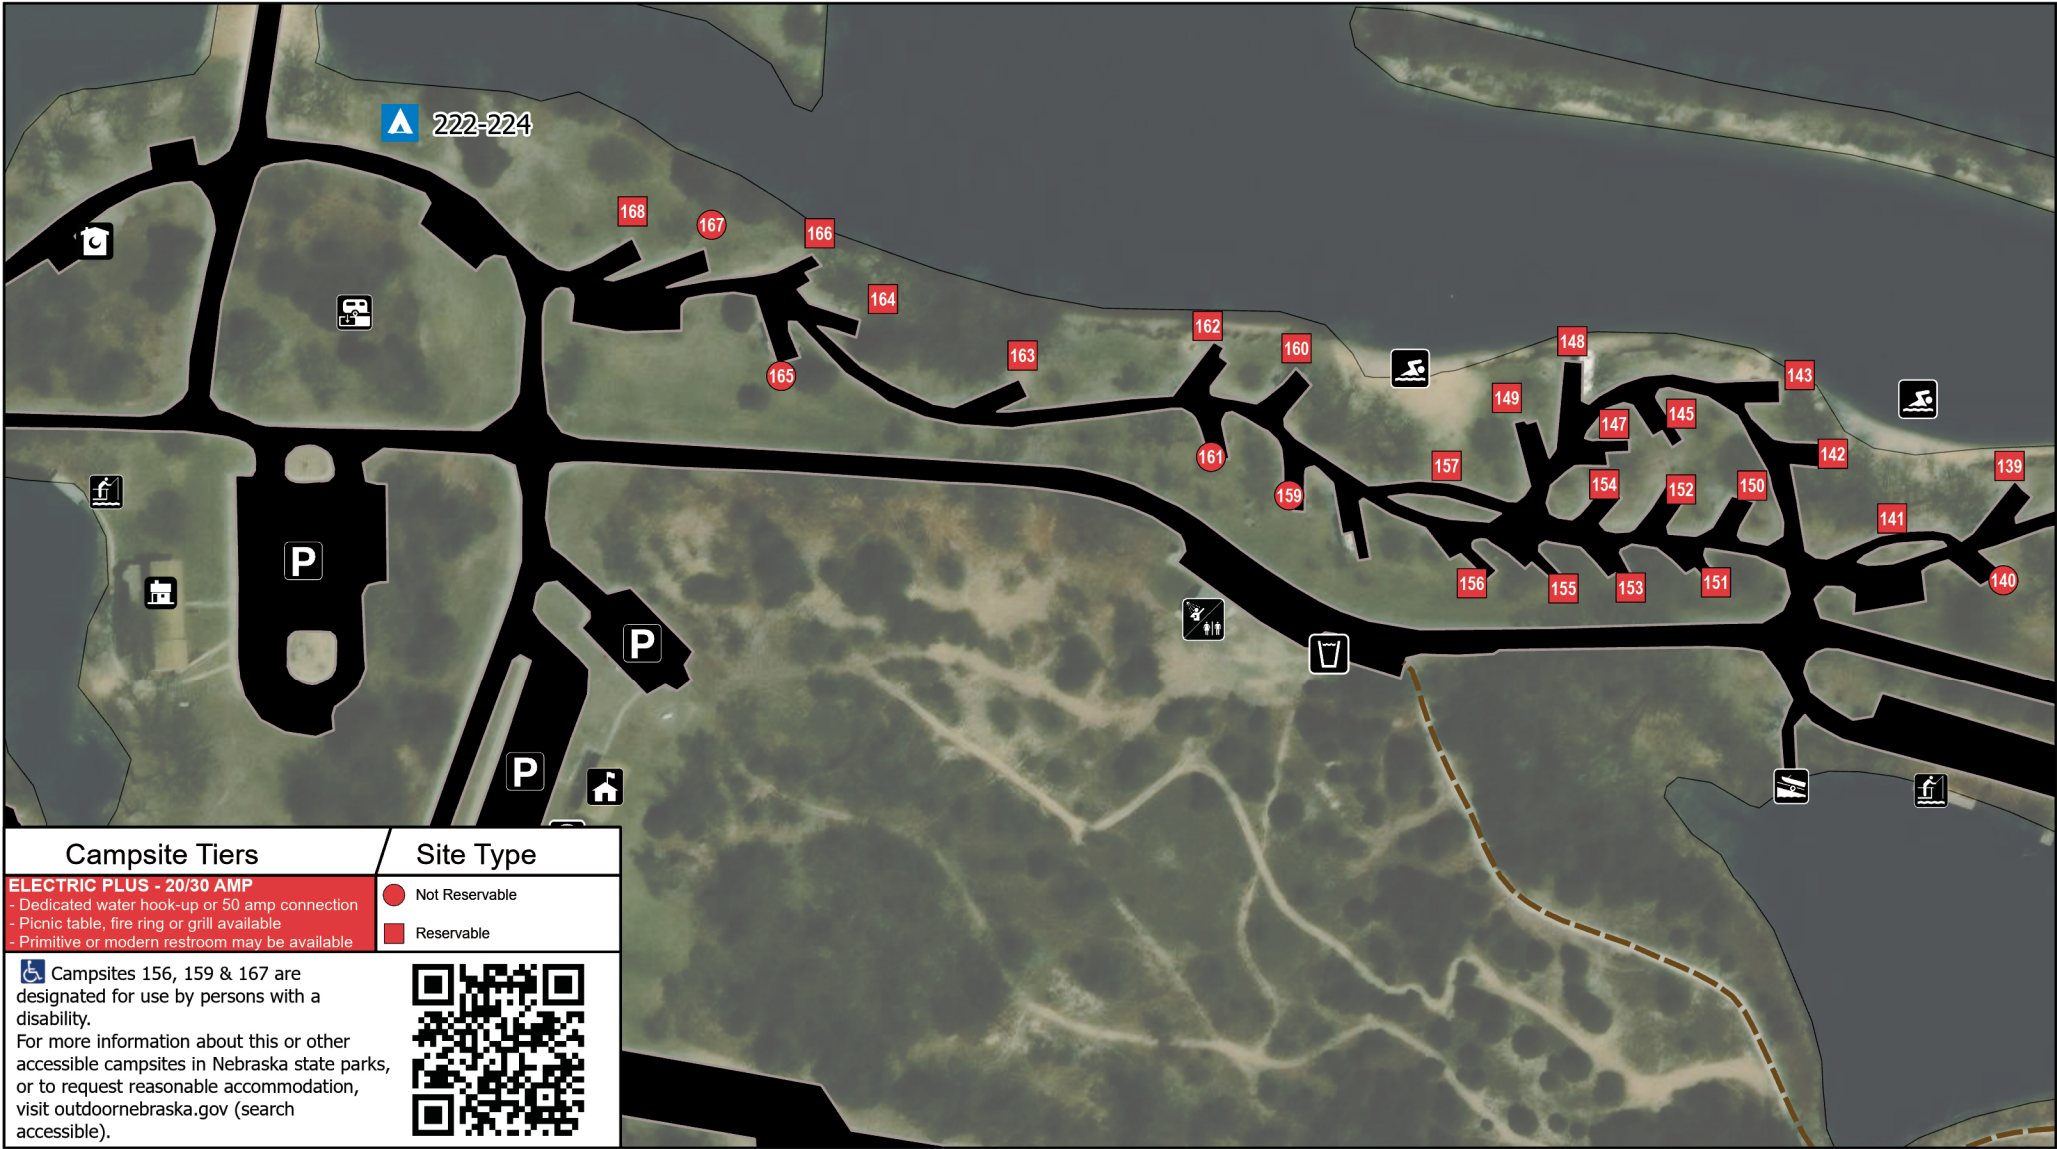 222-224
168
167
166
164
165
163
162
160
161
159
148
149
143
147
145
142
157
154
152
150
139
141
156
155
153
151
140
P
P
P
Campsite Tiers
Site Type
ELECTRIC PLUS - 20/30 AMP
- Dedicated water hook-up or 50 amp connection
- Picnic table, fire ring or grill available
- Primitive or modern restroom may be available
Not Reservable
Reservable
Campsites 156, 159 & 167 are
designated for use by persons with a
disability.
For more information about this or other
accessible campsites in Nebraska state parks,
or to request reasonable accommodation,
visit outdoornebraska.gov (search
accessible).